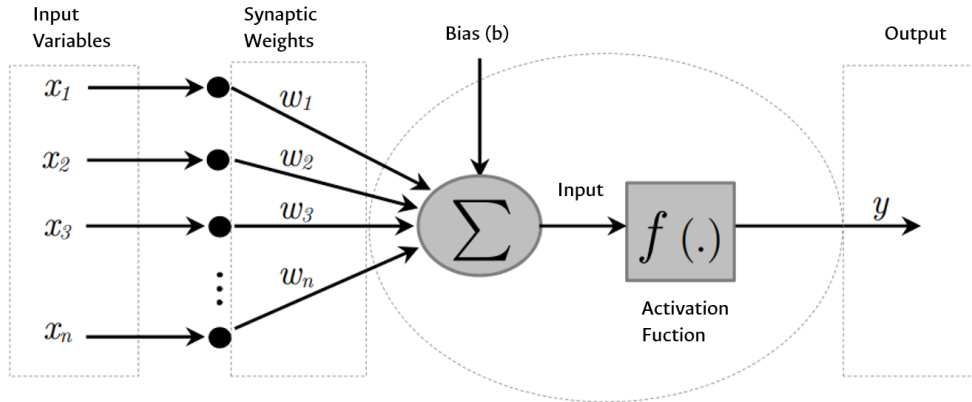 Input
Variables
Synaptic
Weights
Bias (b)
Output
x1
w1
x2
w2
x3
w3
Σ
Input
f (.)
y
wn
xn
Activation
Fuction